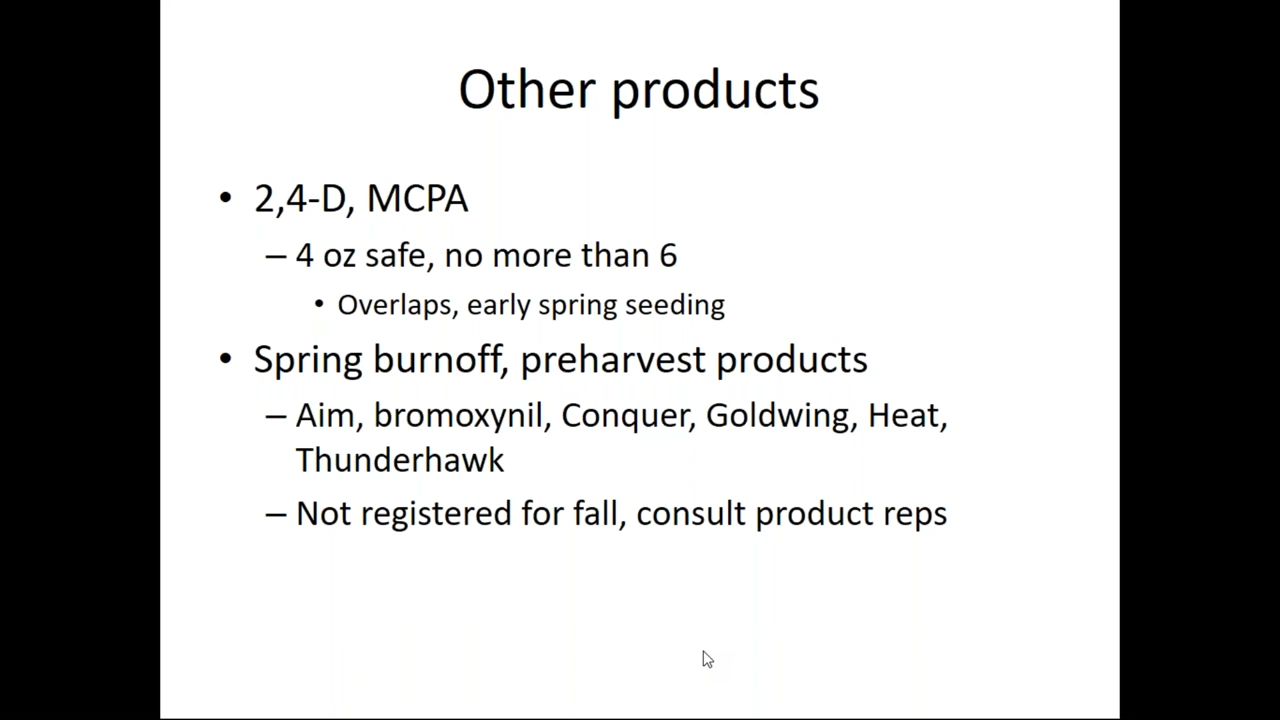 Other products
• 2,4-D, MCPA
– 4 oz safe, no more than 6
• Overlaps, early spring seeding
• Spring burnoff, preharvest products
– Aim, bromoxynil, Conquer, Goldwing, Heat,
Thunderhawk
– Not registered for fall, consult product reps